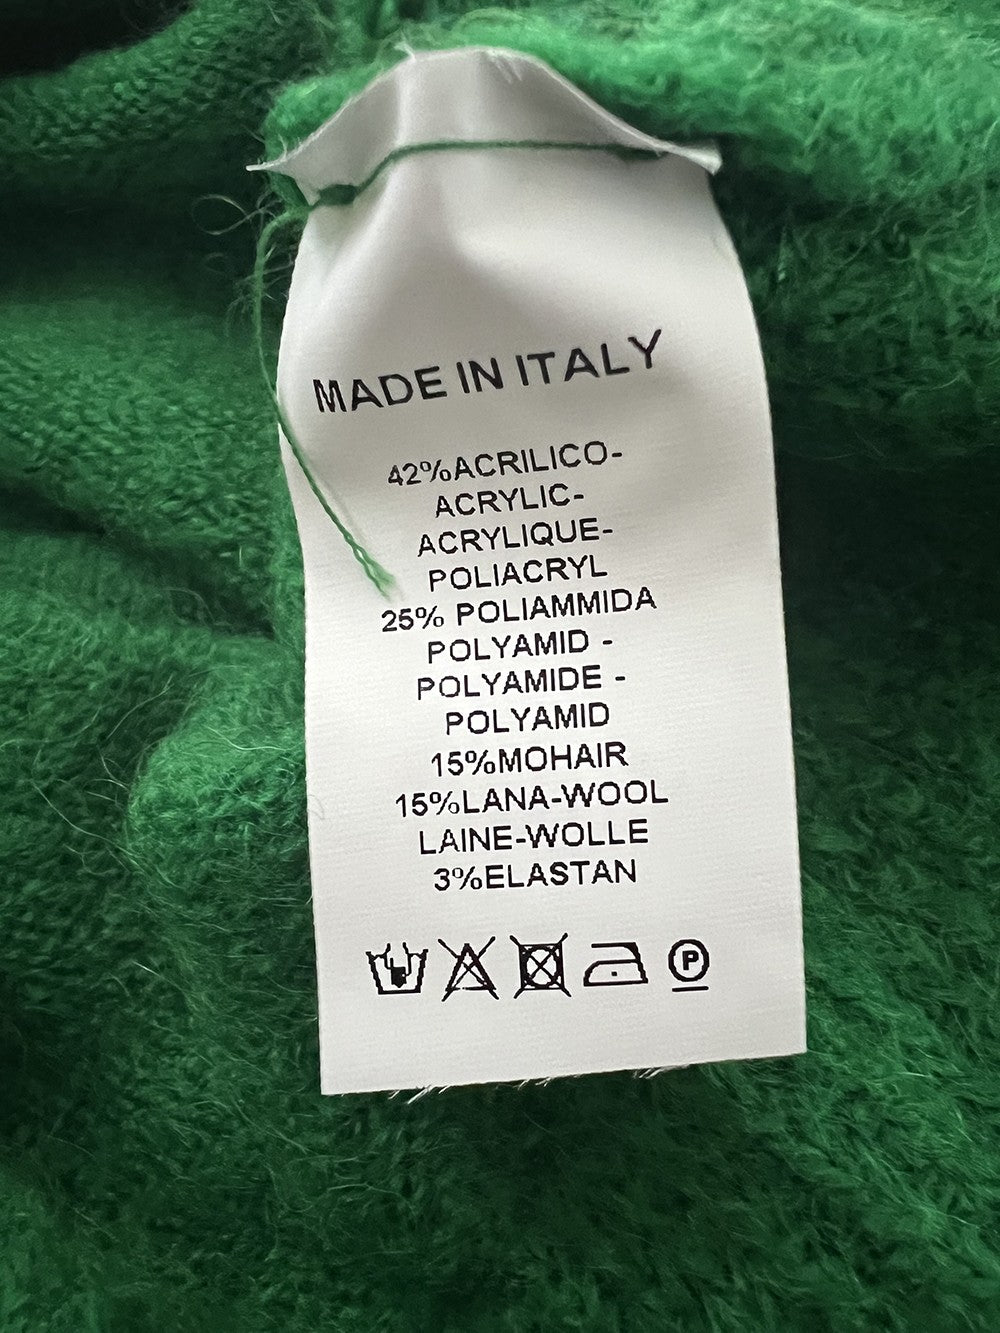 MADE IN ITALY
42%ACRILICO-
ACRYLIC-
ACRYLIQUE-
POLIACRYL
25% POLIAMMIDA
POLYAMID -
POLYAMIDE -
POLYAMID
15%MOHAIR
15%LANA-WOOL
LAINE-WOLLE
3%ELASTAN
P